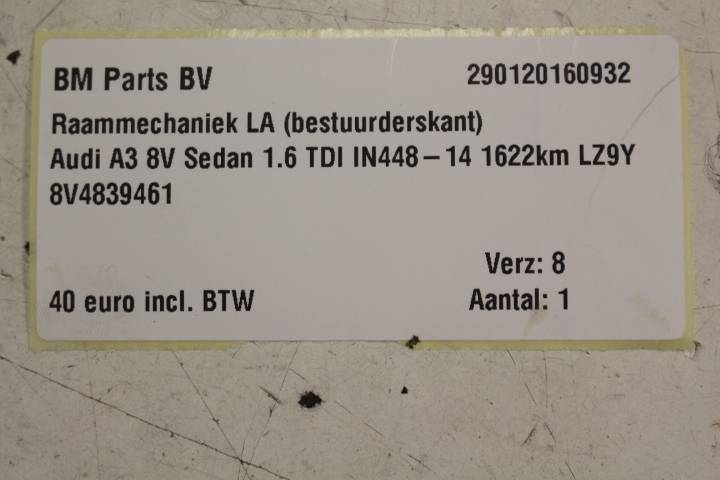 BM Parts BV 290120160932
Raammechaniek LA (bestuurderskant)
Audi A3 8V Sedan 1.6 TDI IN448-14 1622km LZ9Y
8V4839461
Verz: 8
40 euro incl. BTW Aantal: 1